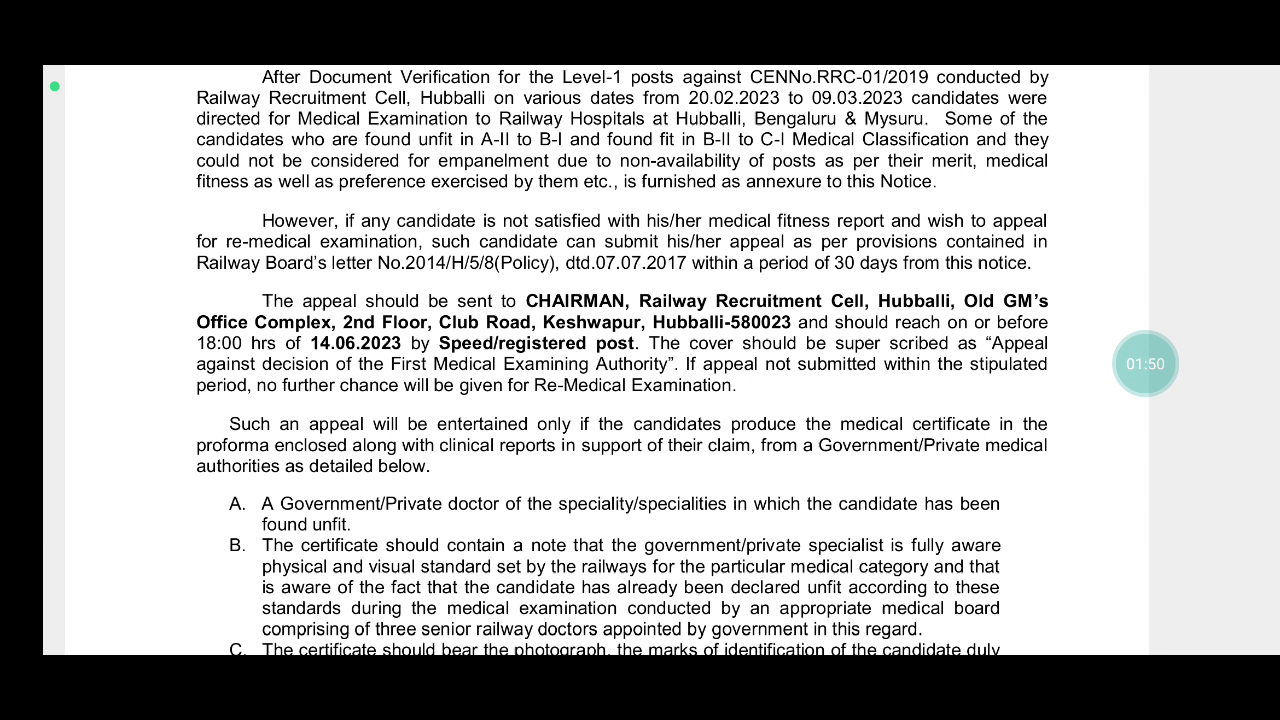 After Document Verification for the Level-1 posts against CENNo.RRC-01/2019 conducted by
Railway Recruitment Cell, Hubballi on various dates from 20.02.2023 to 09.03.2023 candidates were
directed for Medical Examination to Railway Hospitals at Hubballi, Bengaluru & Mysuru. Some of the
candidates who are found unfit in A-II to B-I and found fit in B-II to C-I Medical Classification and they
could not be considered for empanelment due to non-availability of posts as per their merit, medical
fitness as well as preference exercised by them etc., is furnished as annexure to this Notice.
However, if any candidate is not satisfied with his/her medical fitness report and wish to appeal
for re-medical examination, such candidate can submit his/her appeal as per provisions contained in
Railway Board's letter No.2014/H/5/8(Policy), dtd.07.07.2017 within a period of 30 days from this notice.
The appeal should be sent to CHAIRMAN, Railway Recruitment Cell, Hubballi, Old GM's
Office Complex, 2nd Floor, Club Road, Keshwapur, Hubballi-580023 and should reach on or before
18:00 hrs of 14.06.2023 by Speed/registered post. The cover should be super scribed as “Appeal
against decision of the First Medical Examining Authority”. If appeal not submitted within the stipulated
period, no further chance will be given for Re-Medical Examination.
01:50
Such an appeal will be entertained only if the candidates produce the medical certificate in the
proforma enclosed along with clinical reports in support of their claim, from a Government/Private medical
authorities as detailed below.
A. A Government/Private doctor of the speciality/specialities in which the candidate has been
found unfit.
B. The certificate should contain a note that the government/private specialist is fully aware
physical and visual standard set by the railways for the particular medical category and that
is aware of the fact that the candidate has already been declared unfit according to these
standards during the medical examination conducted by an appropriate medical board
comprising of three senior railway doctors appointed by government in this regard.
C. The certificate should bear the photograph, the marks of identification of the candidate duly